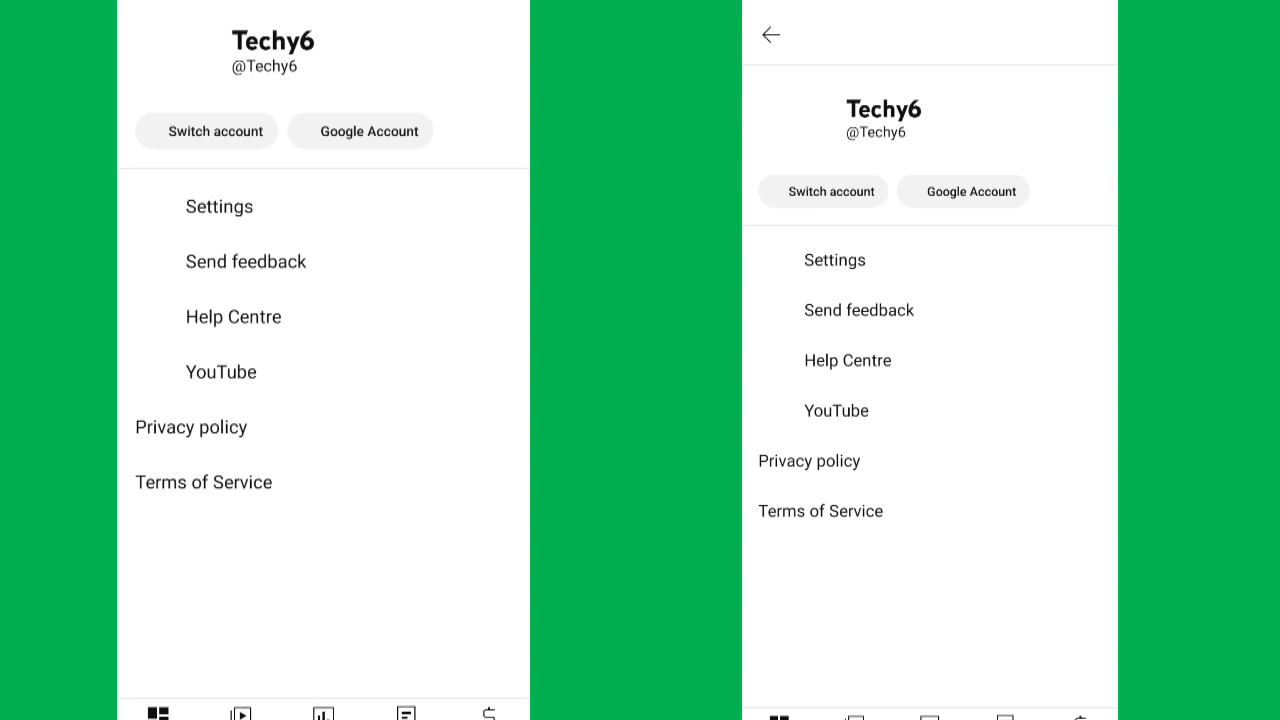 Techy6
@Techy6
Switch account
Google Account
Settings
Send feedback
Help Centre
YouTube
Privacy policy
Terms of Service
Techy6
@Techy6
Switch account
Google Account
Settings
Send feedback
Help Centre
YouTube
Privacy policy
Terms of Service